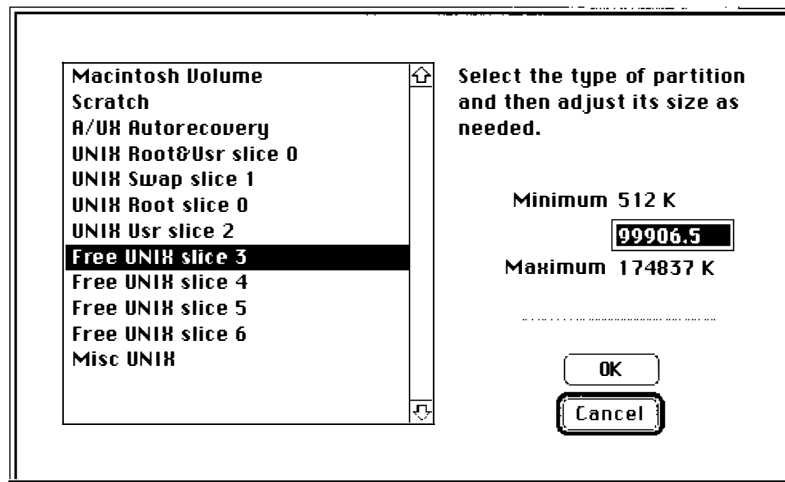 Macintosh Volume
Scratch
A/UX Autorecovery
UNIX Root&Usr slice 0
UNIX Swap slice 1
UNIX Root slice 0
UNIX Usr slice 2
Free UNIX slice 3
Free UNIX slice 4
Free UNIX slice 5
Free UNIX slice 6
Misc UNIX
Select the type of partition
and then adjust its size as
needed.
Minimum 512 K
99906.5
Maximum 174837 K
OK
Cancel